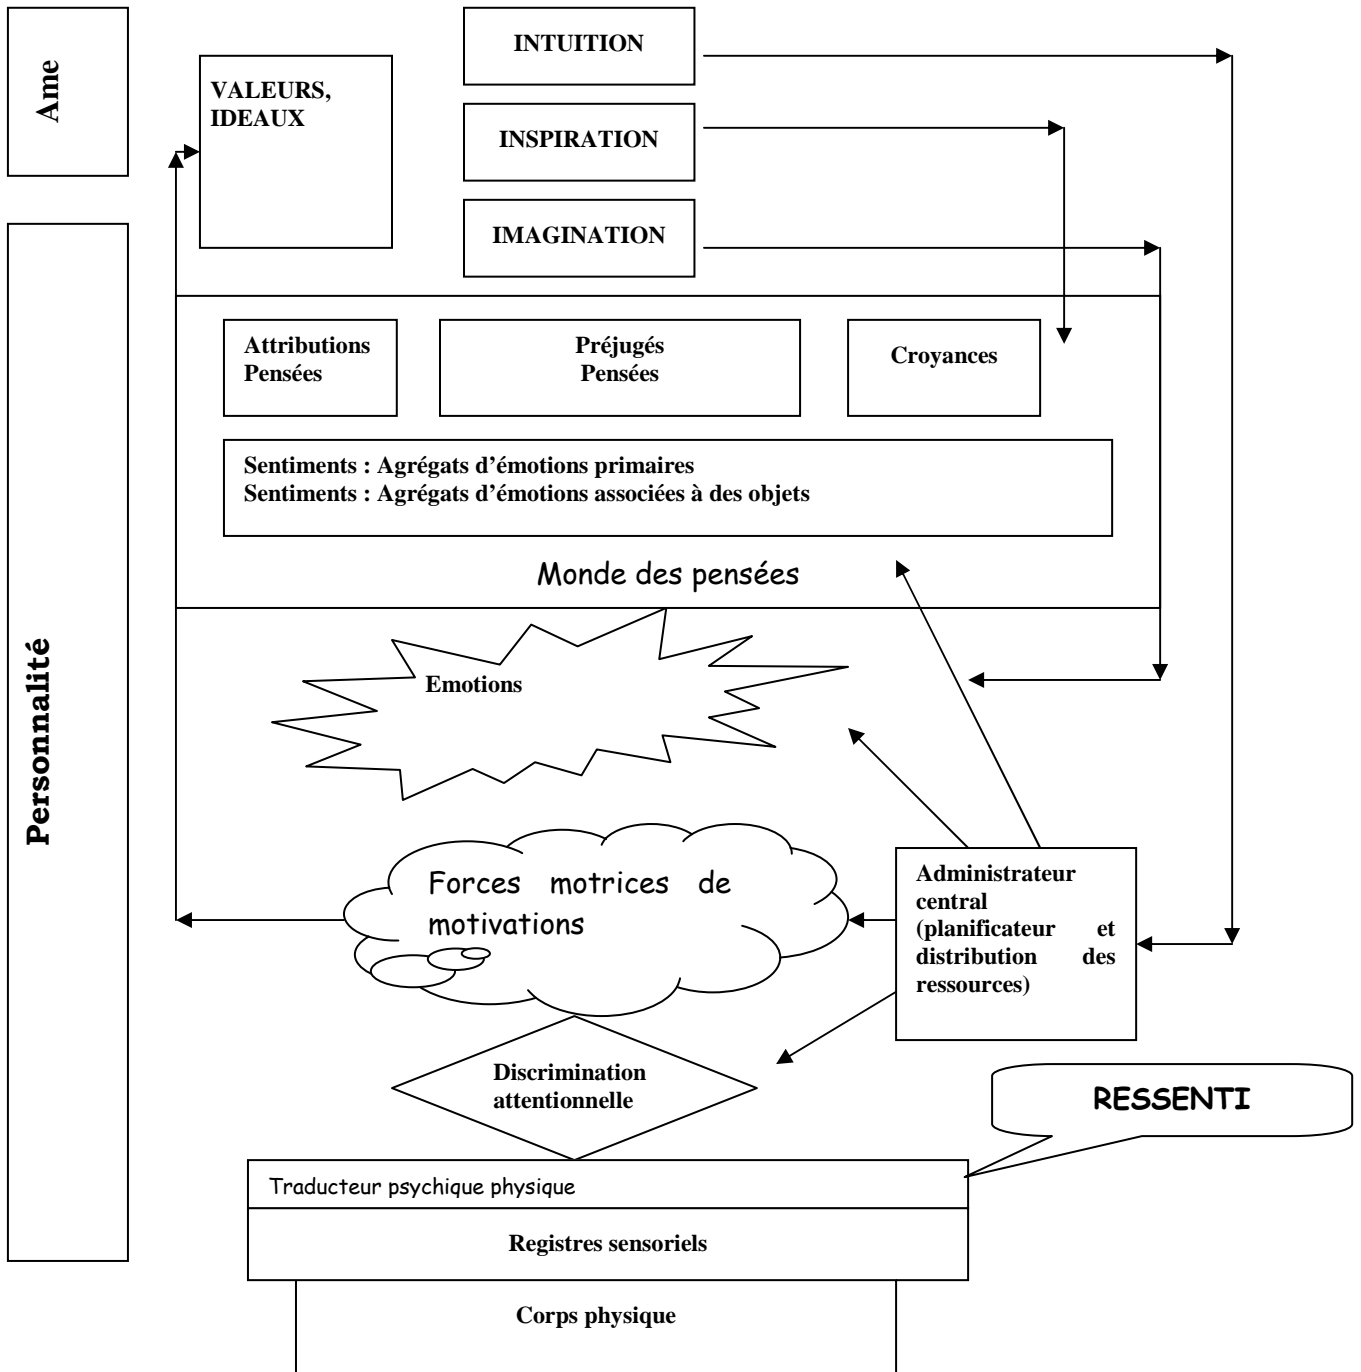 Ame
VALEURS,
IDEAUX
INTUITION
INSPIRATION
IMAGINATION
Personnalité
Attributions
Pensées
Préjugés
Pensées
Croyances
Sentiments : Agrégats d’émotions primaires
Sentiments : Agrégats d’émotions associées à des objets
Monde des pensées
Emotions
Forces motrices de
motivations
Administrateur
central
(planificateur et
distribution des
ressources)
Discrimination
attentionnelle
RESSENTI
Traducteur psychique physique
Registres sensoriels
Corps physique